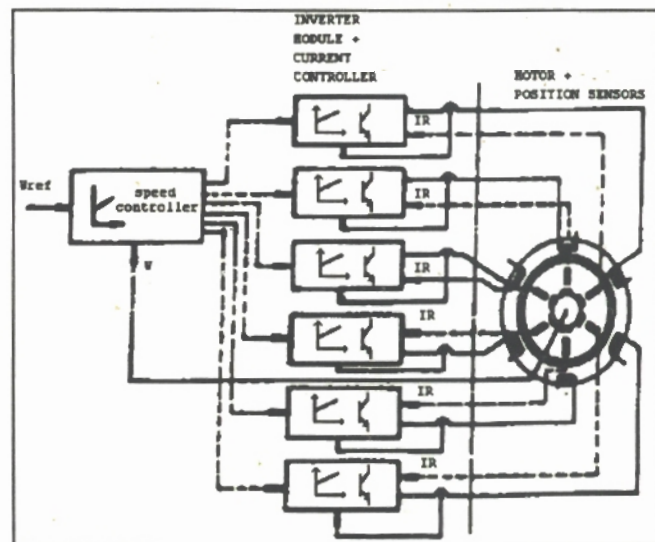 INVERTER
MODULE +
CURRENT
CONTROLLER
MOTOR +
POSITION SENSORS
IR
Wref
speed
controller
IR
W
IR
IR
IR
IR